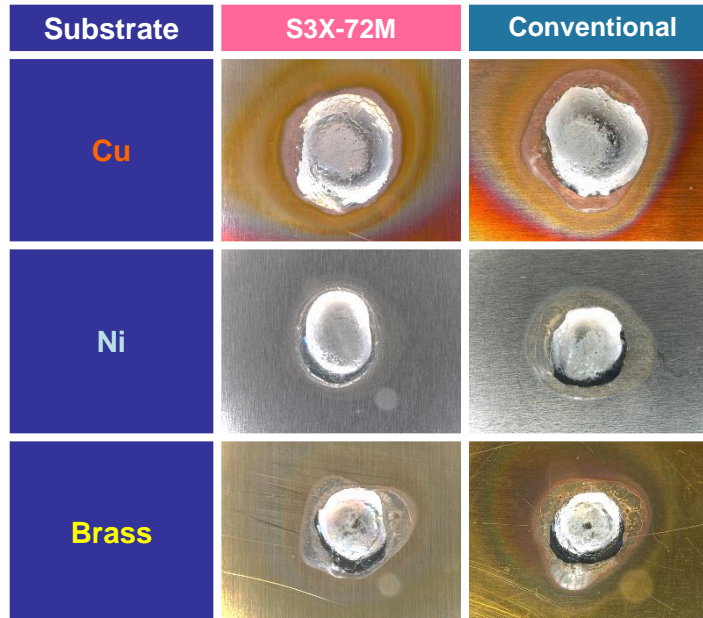 Substrate
S3X-72M
Conventional
Cu
Ni
Brass